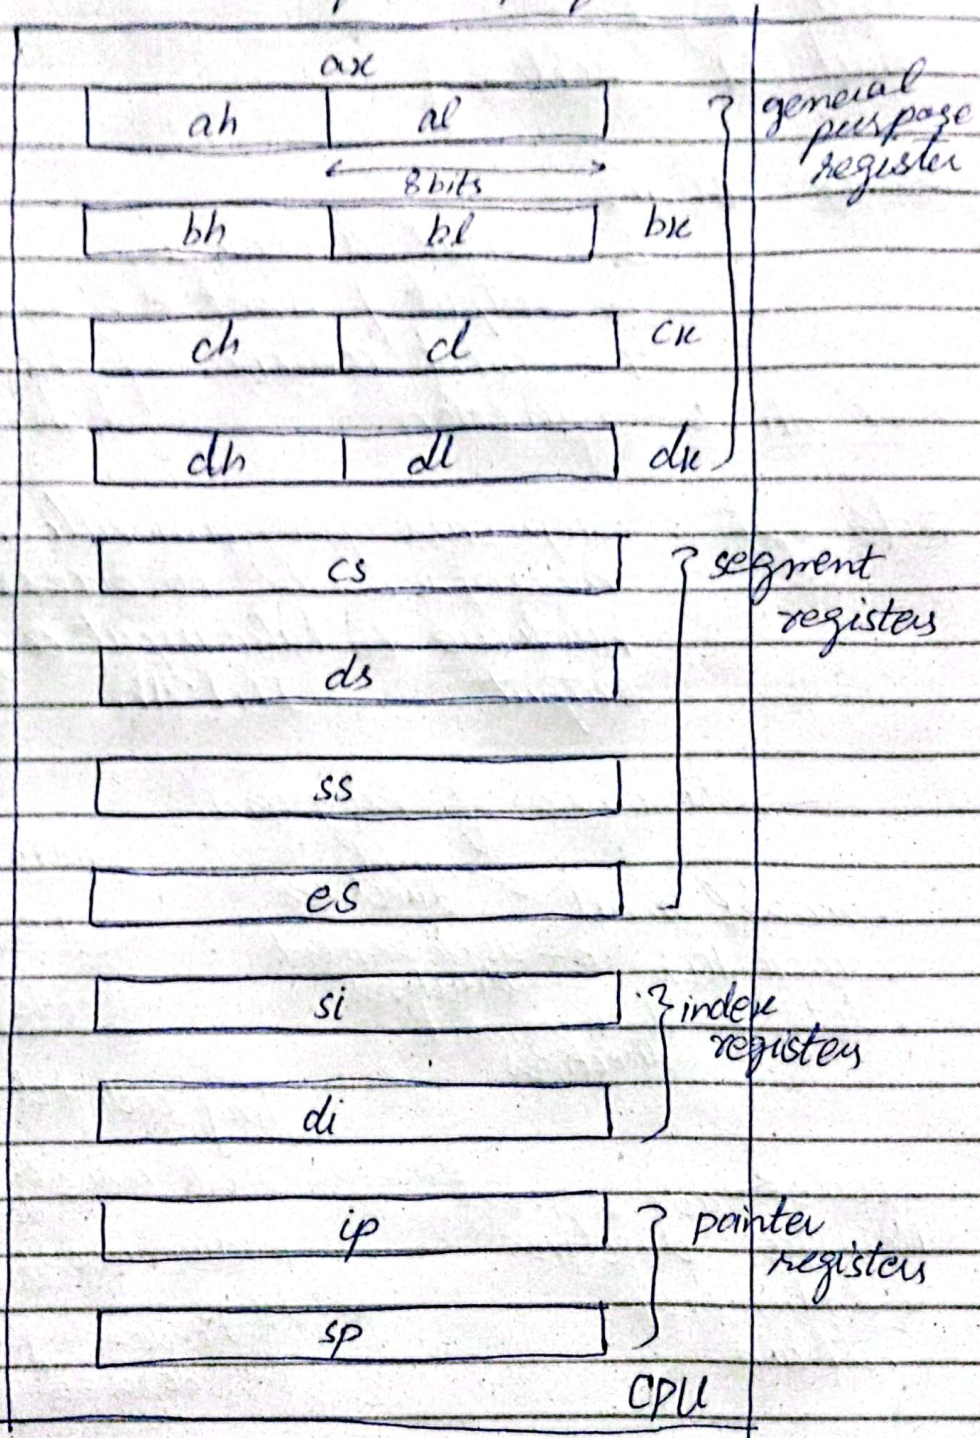 ax
ah al
8 bits
bh bl bx
ch cl cx
dh dl dx
general
purpose
register
cs
ds
ss
es
segment
registers
si
di
index
registers
ip
sp
pointer
registers
CPU